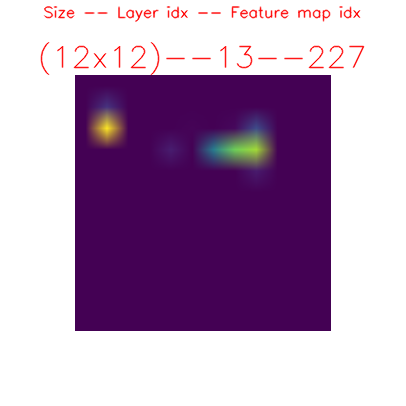 Size -- Layer idx -- Feature map idx
(12x12)--13--227